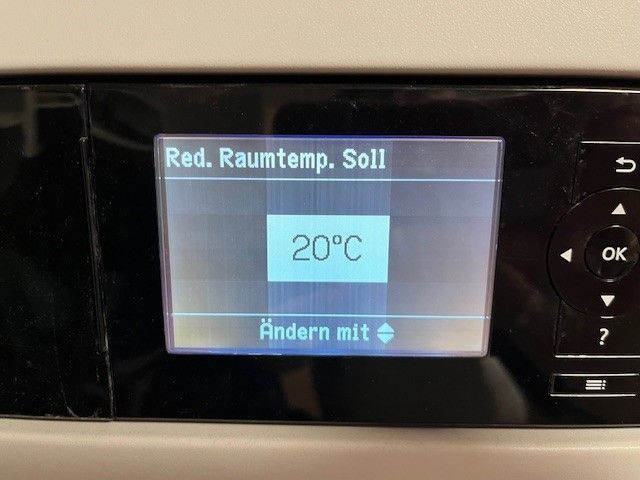 Red. Raumtemp. Soll
20°C
Ändern mit
OK
?